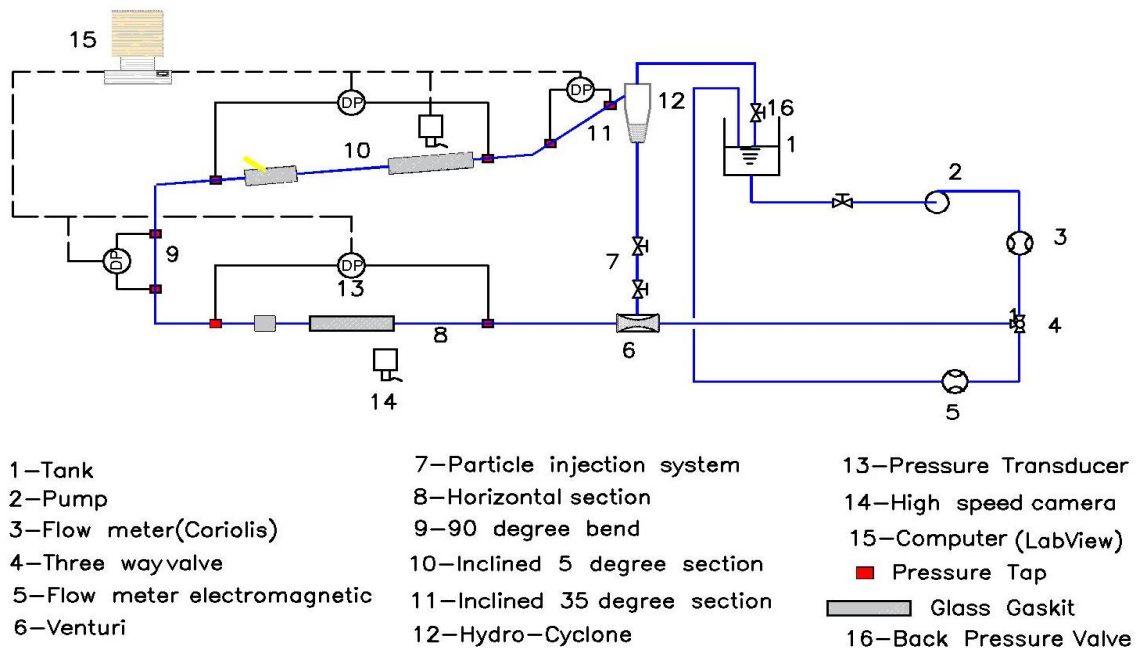 15
DP
DP
12
16
11
10
1
2
9
DP
7
3
DP
13
8
6
1
4
14
5
1-Tank
2-Pump
3-Flow meter(Cariolis)
4-Three way valve
5-Flow meter electromagnetic
6-Venturi
7-Particle injection system
8-Horizontal section
9-90 degree bend
10-Inclined 5 degree section
11-Inclined 35 degree section
12-Hydro-Cyclone
13-Pressure Transducer
14-High speed camera
15-Computer (LabView)
Pressure Tap
Glass Gaskit
16-Back Pressure Valve